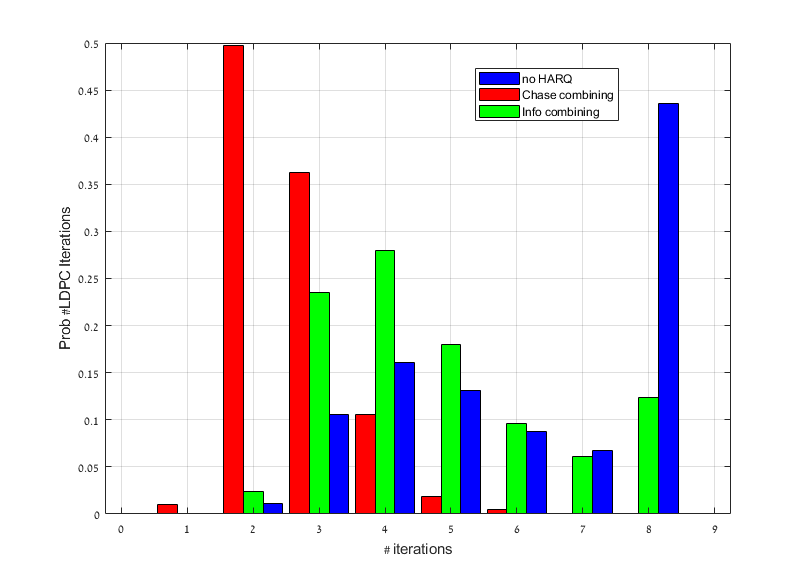 0.5
0.45
0.4
0.35
0.3
0.25
0.2
0.15
0.1
0.05
0
Prob #LDPC Iterations
no HARQ
Chase combining
Info combining
0 1 2 3 4 5 6 7 8 9
# iterations